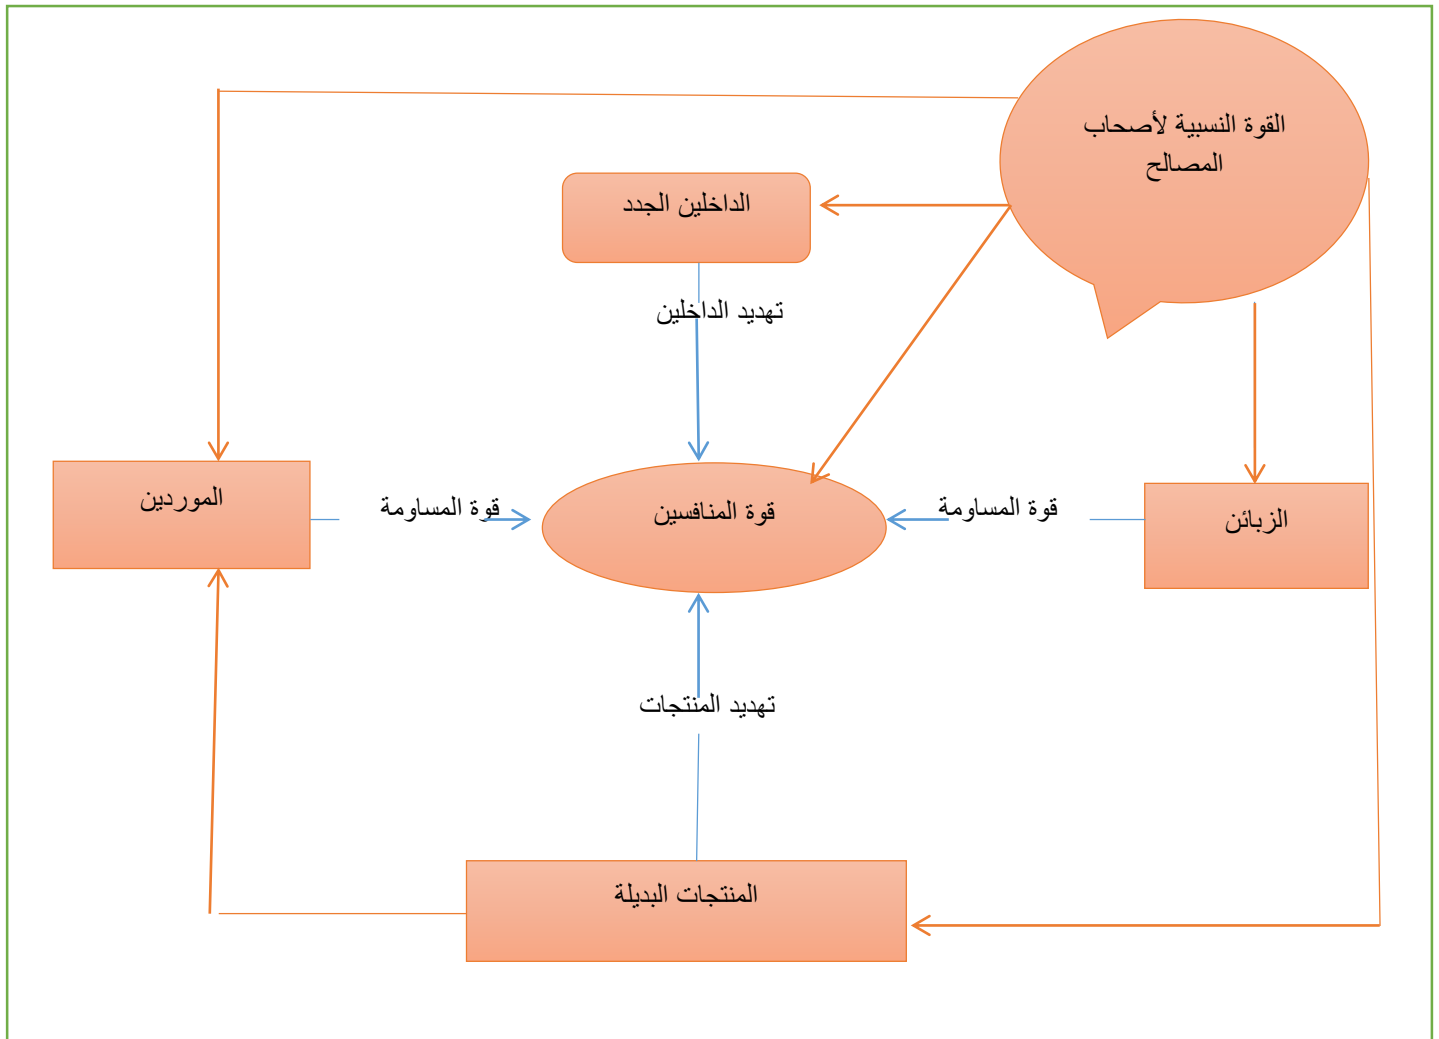 القوة النسبية لأصحاب
المصالح
الداخلين الجدد
تهديد الداخلين
الزبائن
قوة المساومة
قوة المنافسين
قوة المساومة
الموردين
تهديد المنتجات
المنتجات البديلة